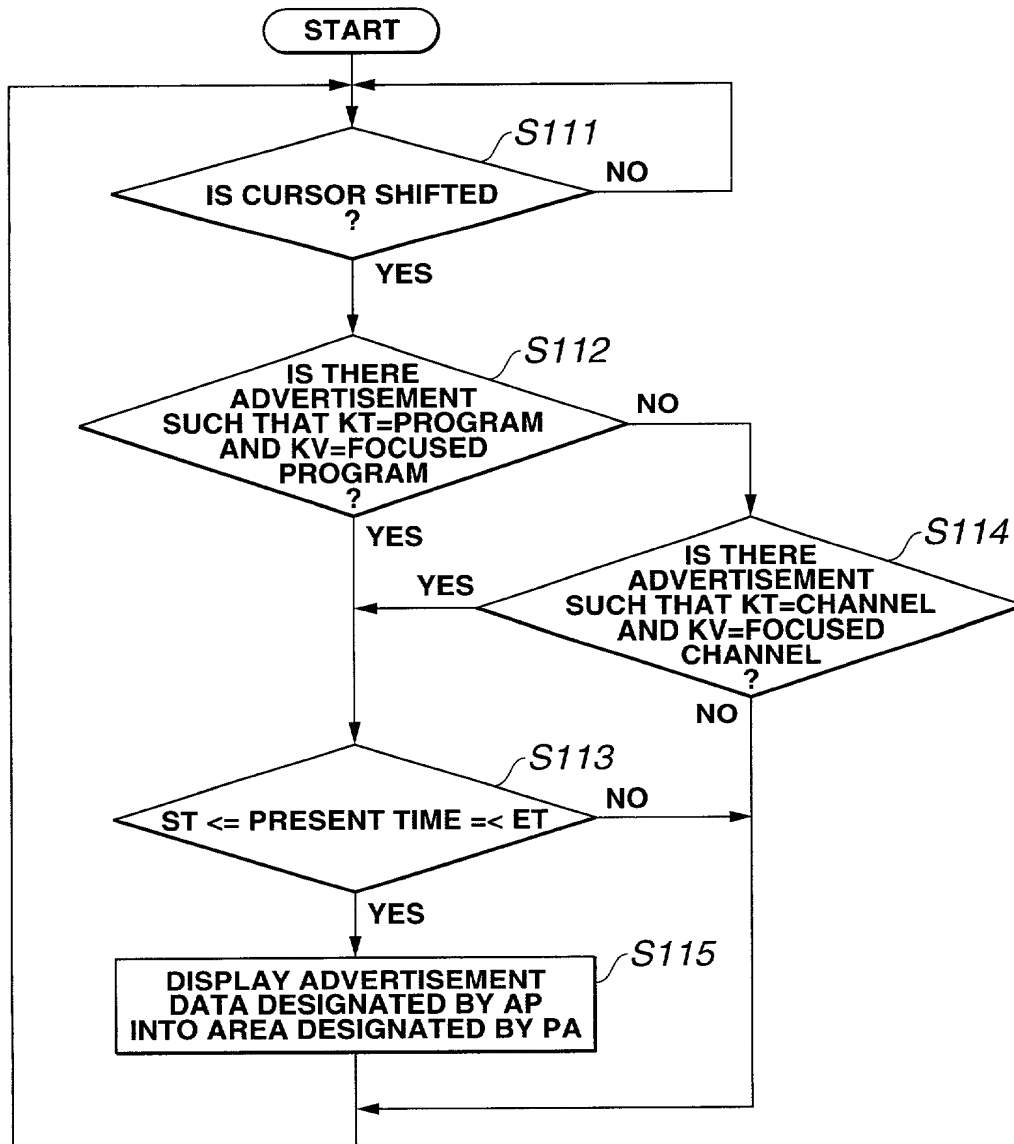 START
S111
IS CURSOR SHIFTED
?
NO
YES
S112
IS THERE
ADVERTISEMENT
SUCH THAT KT=PROGRAM
AND KV=FOCUSED
PROGRAM
?
NO
YES
S114
IS THERE
ADVERTISEMENT
SUCH THAT KT=CHANNEL
AND KV=FOCUSED
CHANNEL
?
YES
NO
S113
ST <= PRESENT TIME =< ET
NO
YES
S115
DISPLAY ADVERTISEMENT
DATA DESIGNATED BY AP
INTO AREA DESIGNATED BY PA